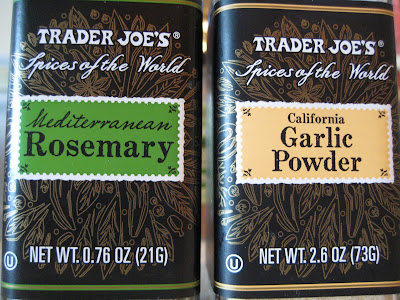 TRADER JOE'S®
Spices of the World
Mediterranean
Rosemary
NET WT. 0.76 OZ (21G)
U
TRADER JOE'S®
Spices of the World
California
Garlic
Powder
NET WT. 2.6 OZ (73G)
U